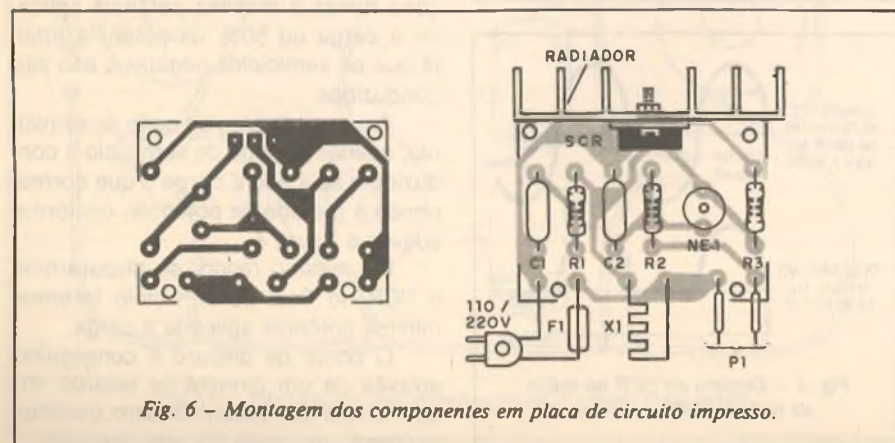 RADIADOR
SCR
NE-1
C1 R1 C2 R2 R3
110 /
220V
F1 X1
P1
Fig. 6 – Montagem dos componentes em placa de circuito impresso.